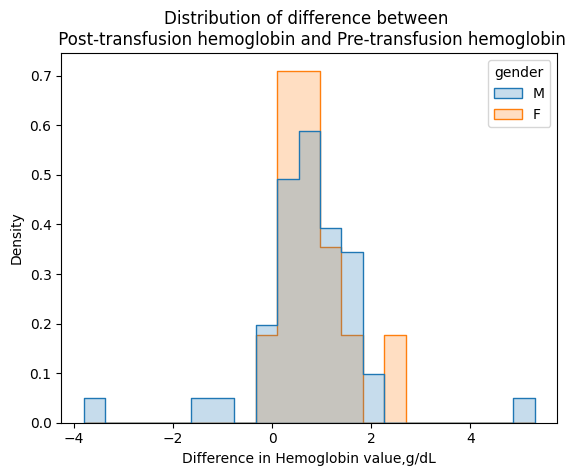 Distribution of difference between
Post-transfusion hemoglobin and Pre-transfusion hemoglobin
gender
M
F
0.7
0.6
0.5
0.4
0.3
0.2
0.1
0.0
Density
−4
−2
0
2
4
Difference in Hemoglobin value,g/dL